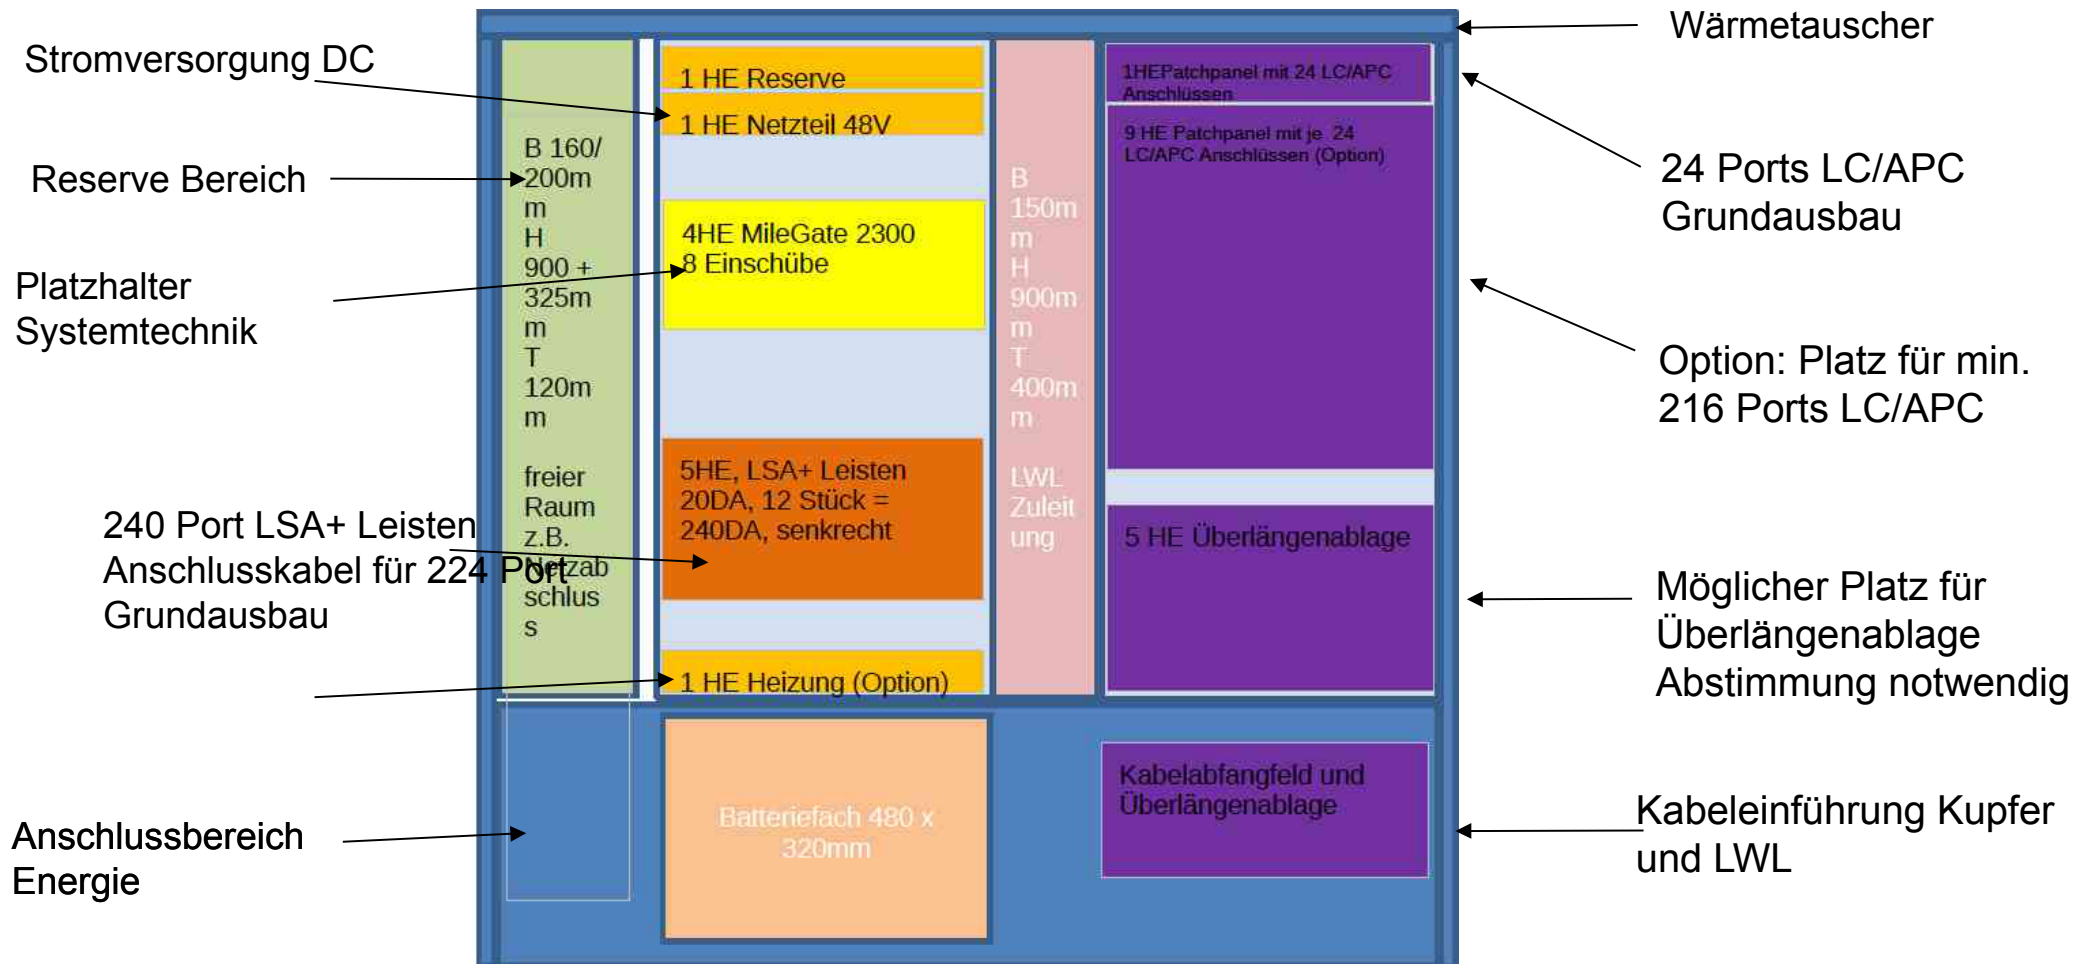 Stromversorgung DC
Reserve Bereich
Platzhalter
Systemtechnik
240 Port LSA+ Leisten
Anschlusskabel für 224 Port
Grundausbau
Anschlussbereich
Energie
B 160/
200m
m
H
900 +
325m
m
T
120m
m
freier
Raum
z.B.
Netzab
schlus
s
1 HE Reserve
1 HE Netzteil 48V
4HE MileGate 2300
8 Einschübe
5HE, LSA+ Leisten
20DA, 12 Stück =
240DA, senkrecht
1 HE Heizung (Option)
Batteriefach 480 x
320mm
B
150m
m
H
900m
m
T
400m
m
LWL
Zuleit
ung
1HEPatchpanel mit 24 LC/APC
Anschlüssen
9 HE Patchpanel mit je 24
LC/APC Anschlüssen (Option)
5 HE Überlängenablage
Kabelabfangfeld und
Überlängenablage
Wärmetauscher
24 Ports LC/APC
Grundausbau
Option: Platz für min.
216 Ports LC/APC
Möglicher Platz für
Überlängenablage
Abstimmung notwendig
Kabeleinführung Kupfer
und LWL